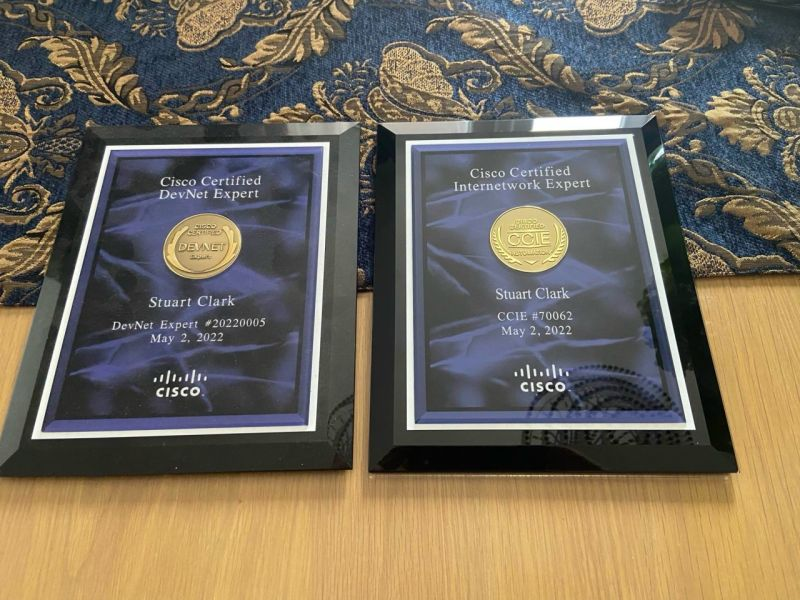 Cisco Certified
DevNet Expert
CISCO
CERTIFIED
DEVNET
Expert
Stuart Clark
DevNet Expert #20220005
May 2, 2022
CISCO
Cisco Certified
Internetwork Expert
CISCO
CERTIFIED
CCIE
Stuart Clark
CCIE #70062
May 2, 2022
CISCO